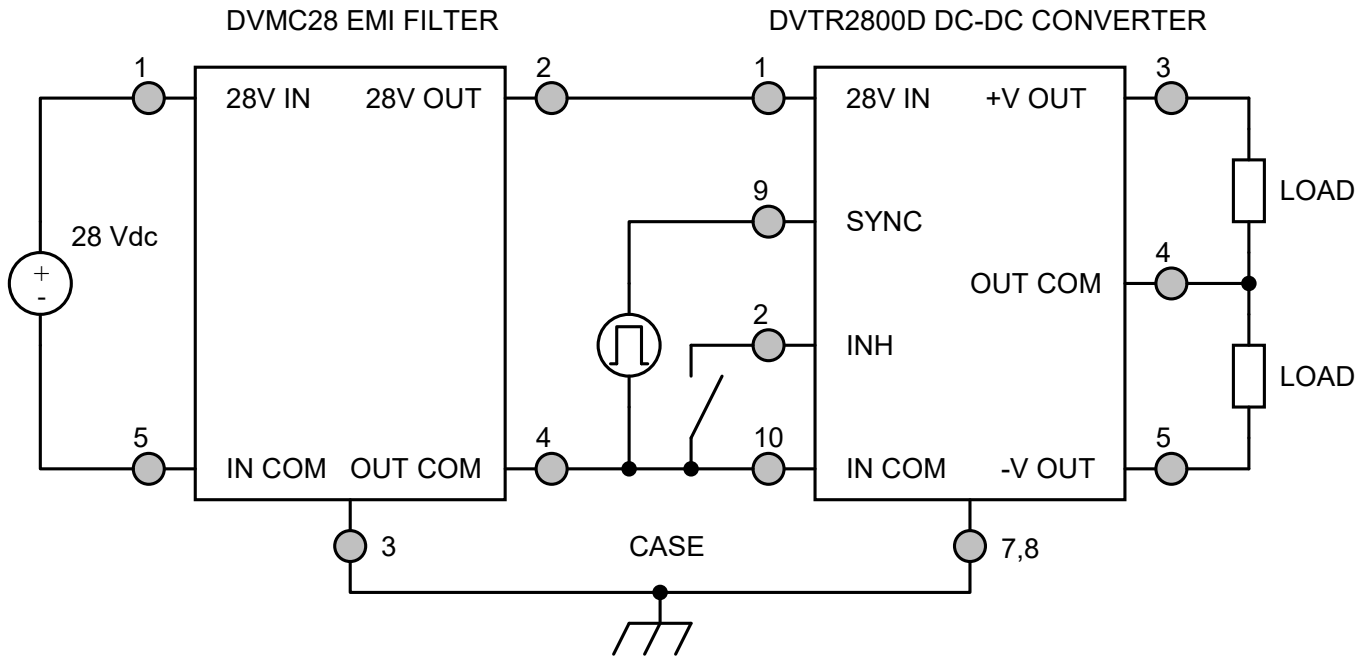 DVMC28 EMI FILTER
DVTR2800D DC-DC CONVERTER
1
2
1
3
28V IN
28V OUT
28V IN
+V OUT
9
LOAD
SYNC
28 Vdc
4
+
-
OUT COM
2
INH
LOAD
5
4
10
5
IN COM
OUT COM
IN COM
-V OUT
3
CASE
7,8